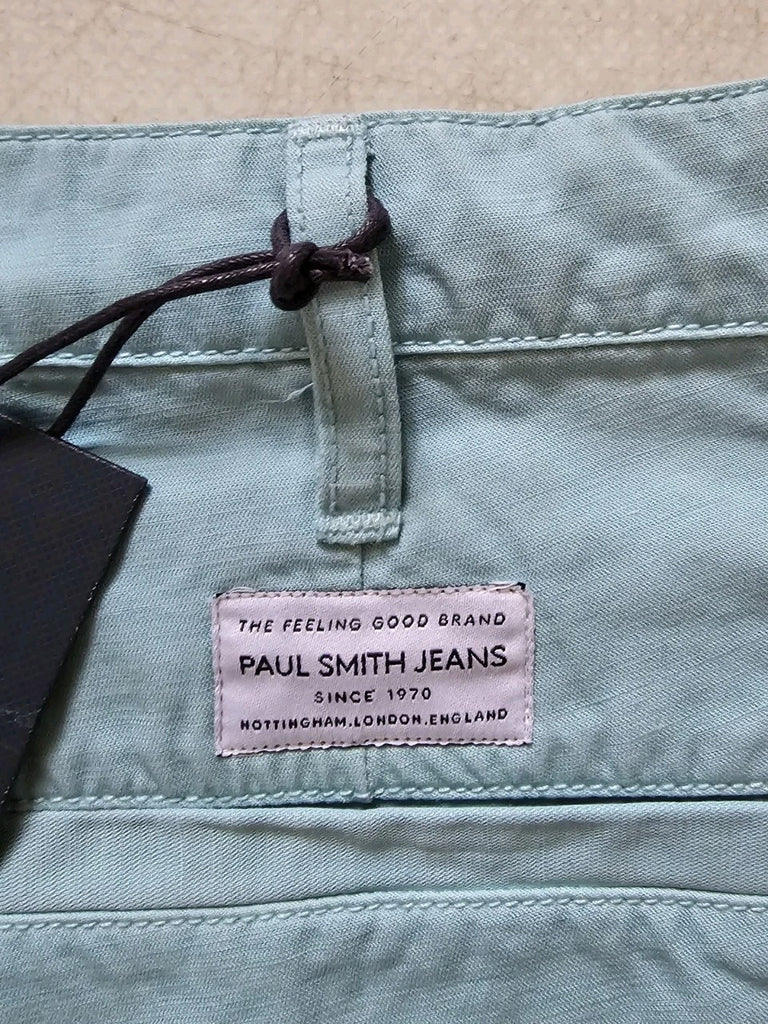 THE FEELING GOOD BRAND
PAUL SMITH JEANS
SINCE 1970
NOTTINGHAM.LONDON.ENGLAND